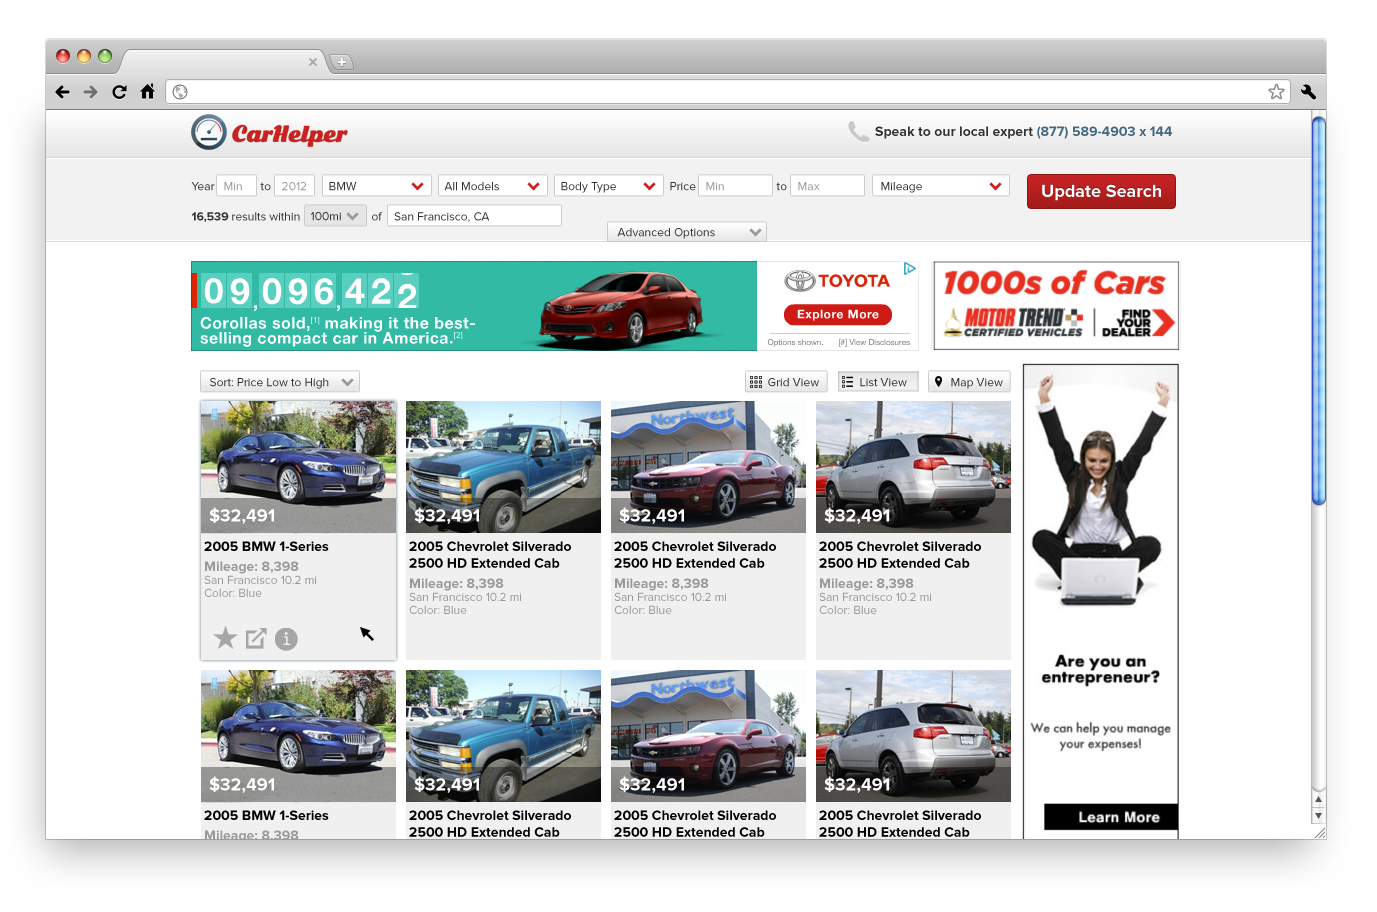 CarHelper
Speak to our local expert (877) 589-4903 x 144
Year Min to 2012 BMW All Models Body Type Price Min to Max Mileage Update Search
16,539 results within 100mi of San Francisco, CA
Advanced Options
09,096,422
Corollas sold,[1] making it the best-
selling compact car in America.[2]
TOYOTA
Explore More
Options shown. [i] View Disclosures
1000s of Cars
MOTOR TREND
CERTIFIED VEHICLES
FIND
YOUR
DEALER
Sort: Price Low to High Grid View List View Map View
Northwest
$32,491 $32,491 $32,491 $32,491
2005 BMW 1-Series
Mileage: 8,398
San Francisco 10.2 mi
Color: Blue
2005 Chevrolet Silverado
2500 HD Extended Cab
Mileage: 8,398
San Francisco 10.2 mi
Color: Blue
2005 Chevrolet Silverado
2500 HD Extended Cab
Mileage: 8,398
San Francisco 10.2 mi
Color: Blue
2005 Chevrolet Silverado
2500 HD Extended Cab
Mileage: 8,398
San Francisco 10.2 mi
Color: Blue
Northwest
$32,491 $32,491 $32,491 $32,491
2005 BMW 1-Series
Mileage: 8,398
2005 Chevrolet Silverado
2500 HD Extended Cab
2005 Chevrolet Silverado
2500 HD Extended Cab
2005 Chevrolet Silverado
2500 HD Extended Cab
Are you an
entrepreneur?
We can help you manage
your expenses!
Learn More